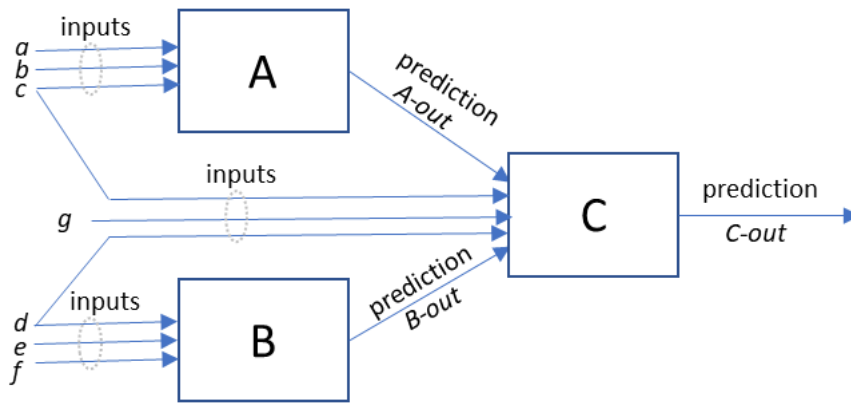 inputs
a
b
c
A
prediction
A-out
inputs
g
C
prediction
C-out
prediction
B-out
inputs
d
e
f
B